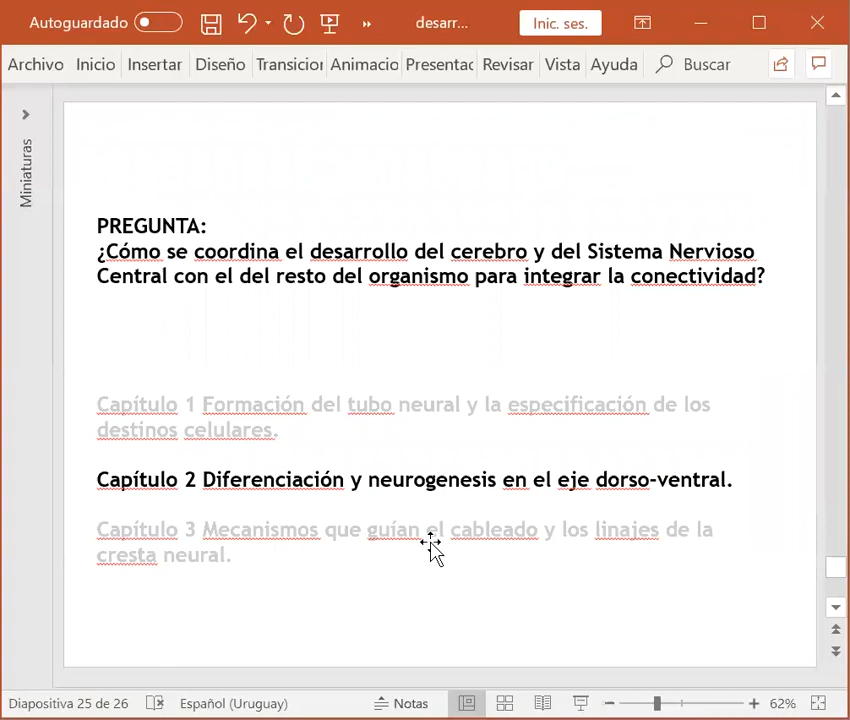 Autoguardado
desarr...
Inic. ses.
Archivo Inicio Insertar Diseño Transicior Animacio Presentac Revisar Vista Ayuda Buscar
Miniaturas
PREGUNTA:
¿Cómo se coordina el desarrollo del cerebro y del Sistema Nervioso
Central con el del resto del organismo para integrar la conectividad?
Capítulo 1 Formación del tubo neural y la especificación de los
destinos celulares.
Capítulo 2 Diferenciación y neurogenesis en el eje dorso-ventral.
Capítulo 3 Mecanismos que guían el cableado y los linajes de la
cresta neural.
Diapositiva 25 de 26 Español (Uruguay) Notas 62%